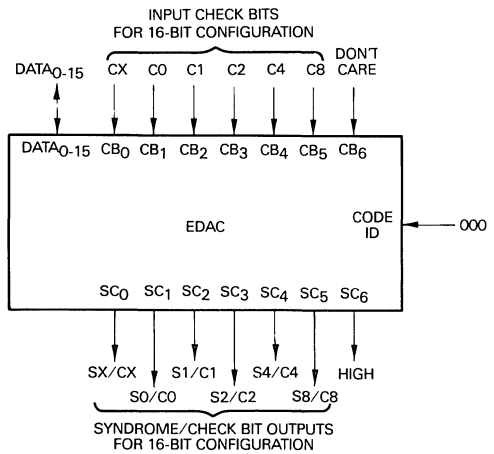 INPUT CHECK BITS
FOR 16-BIT CONFIGURATION
DATA0-15 CX C0 C1 C2 C4 C8 DON'T CARE
DATA0-15 CB0 CB1 CB2 CB3 CB4 CB5 CB6
EDAC
CODE ID
000
SC0 SC1 SC2 SC3 SC4 SC5 SC6
SX/CX S1/C1 S4/C4 HIGH
S0/C0 S2/C2 S8/C8
SYNDROME/CHECK BIT OUTPUTS
FOR 16-BIT CONFIGURATION